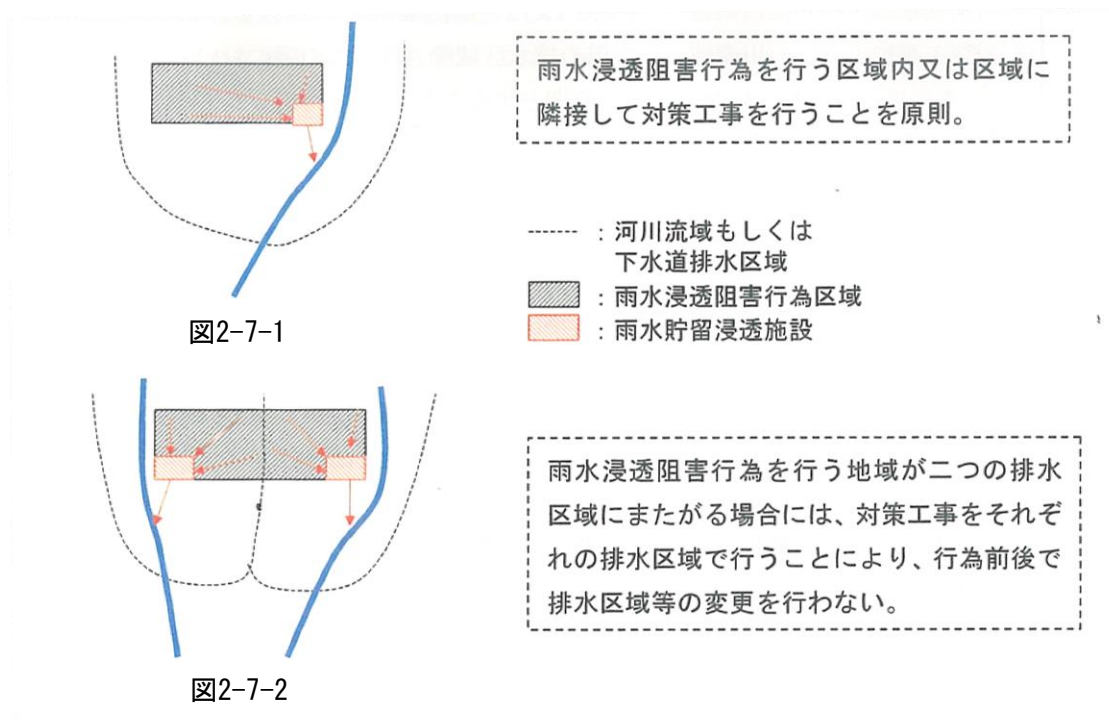 雨水浸透阻害行為を行う区域内又は区域に
隣接して対策工事を行うことを原則。
：河川流域もしくは
下水道排水区域
：雨水浸透阻害行為区域
：雨水貯留浸透施設
図2-7-1
雨水浸透阻害行為を行う地域が二つの排水
区域にまたがる場合には、対策工事をそれぞ
れの排水区域で行うことにより、行為前後で
排水区域等の変更を行わない。
図2-7-2